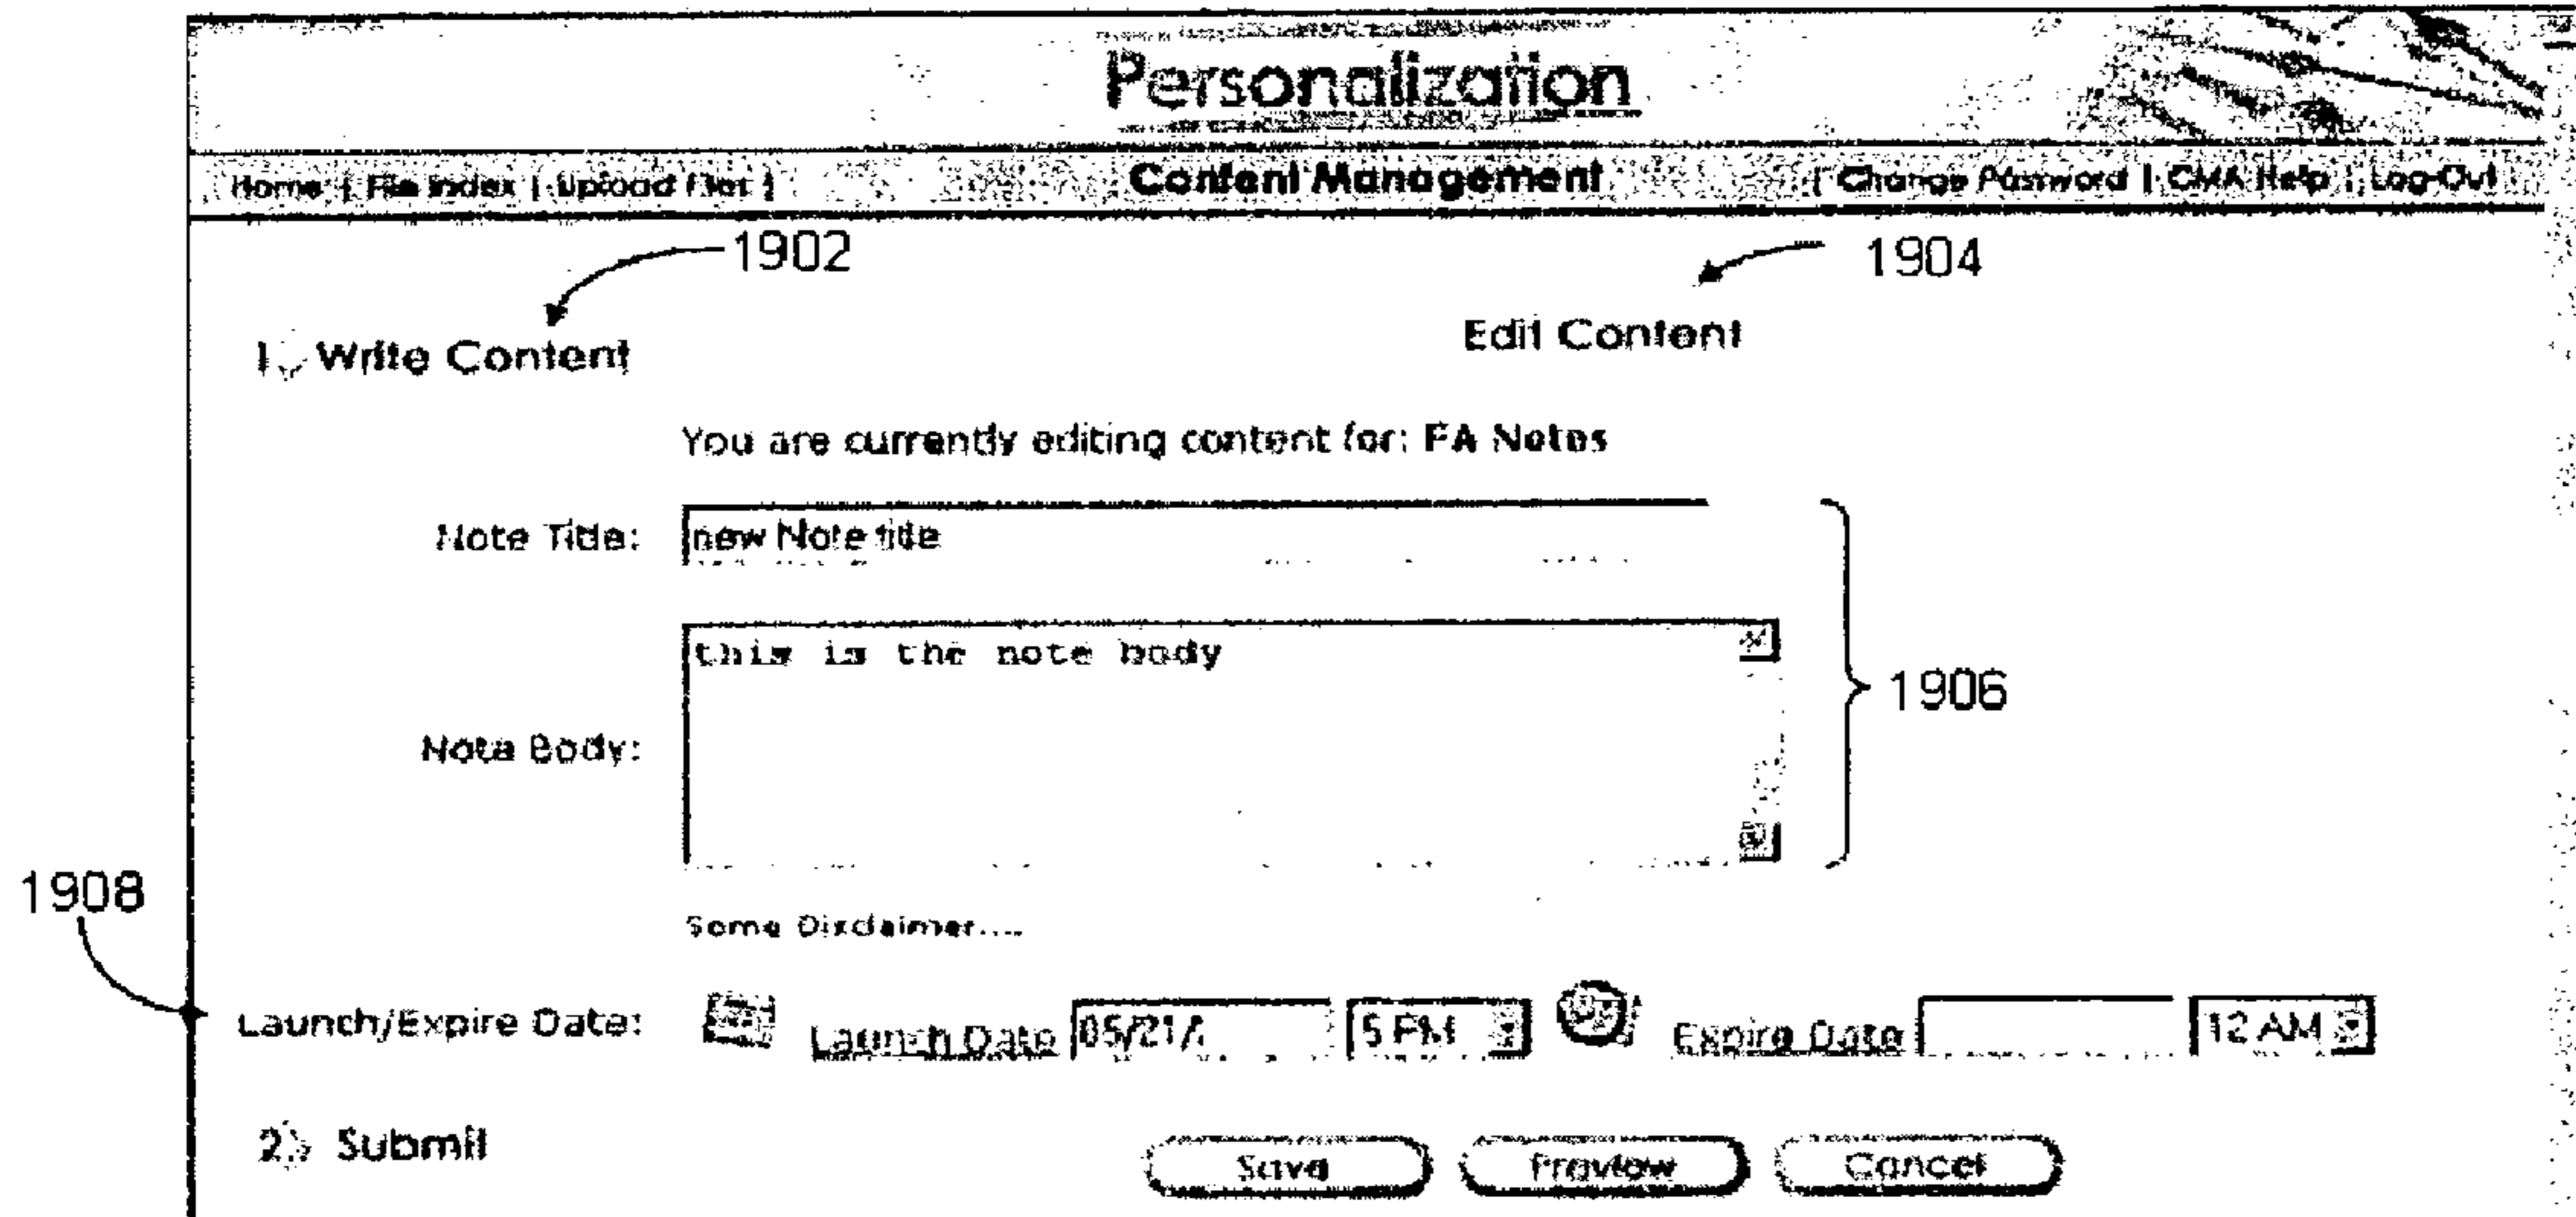 Personalization
Home | File Index | Upload Files | Content Management | Change Password | CMA Help | Log-Out
1902 1904
1. Write Content Edit Content
You are currently editing content for: FA Notes
Note Title: new Note title
this is the note body
1906
Note Body:
1908
Some Disclaimer....
Launch/Expire Date: Launch Date 05/21/ 5 PM Expire Date 12 AM
2. Submit Save Preview Cancel